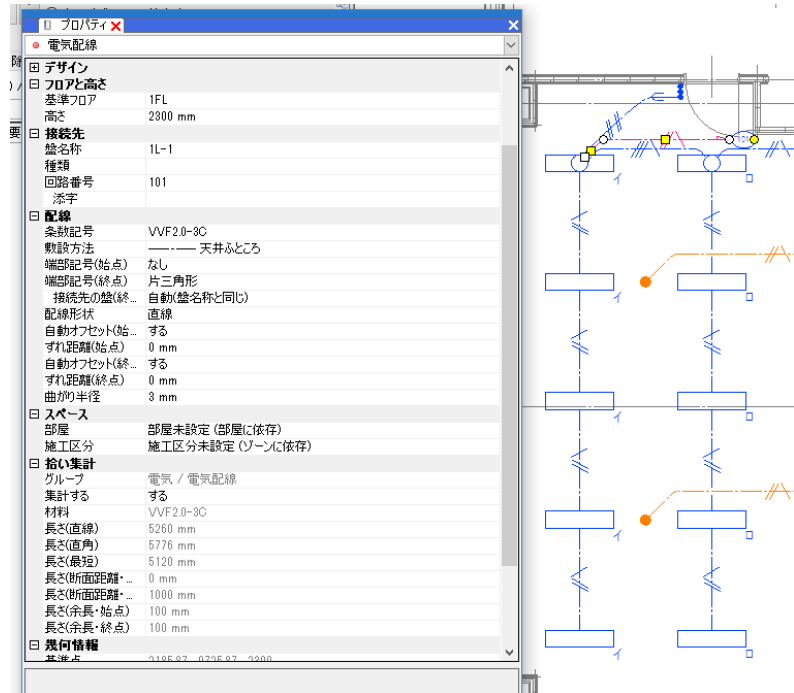 プロパティ
電気配線
デザイン
フロアと高さ
基準フロア 1FL
高さ 2300 mm
接続先
盤名称 1L-1
種類
回路番号 101
添字
配線
条数記号 VVF2.0-3C
敷設方法 ――-―― 天井ふところ
端部記号(始点) なし
端部記号(終点) 片三角形
接続先の盤(終... 自動(盤名称と同じ)
配線形状 直線
自動オフセット(始... する
ずれ距離(始点) 0 mm
自動オフセット(終... する
ずれ距離(終点) 0 mm
曲がり半径 3 mm
スペース
部屋 部屋未設定 (部屋に依存)
施工区分 施工区分未設定 (ゾーンに依存)
拾い集計
グループ 電気 / 電気配線
集計する する
材料 VVF2.0-3C
長さ(直線) 5260 mm
長さ(直角) 5776 mm
長さ(最短) 5120 mm
長さ(断面距離・... 0 mm
長さ(断面距離・... 1000 mm
長さ(余長・始点) 100 mm
長さ(余長・終点) 100 mm
幾何情報
基準点
除
要
イ ロ
イ ロ
イ ロ
イ ロ
イ ロ